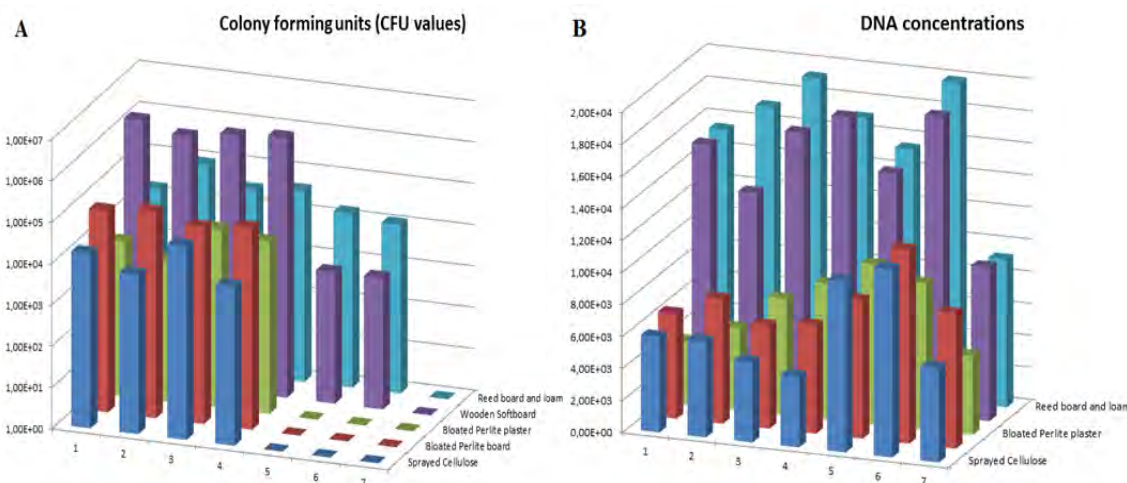 A
Colony forming units (CFU values)
1,00E+07
1,00E+06
1,00E+05
1,00E+04
1,00E+03
1,00E+02
1,00E+01
1,00E+00
1
2
3
4
5
6
7
Reed board and loam
Wooden Softboard
Bloated Perlite plaster
Bloated Perlite board
Sprayed Cellulose
B
DNA concentrations
2,00E+04
1,80E+04
1,60E+04
1,40E+04
1,20E+04
1,00E+04
8,00E+03
6,00E+03
4,00E+03
2,00E+03
0,00E+00
1
2
3
4
5
6
7
Reed board and loam
Bloated Perlite plaster
Sprayed Cellulose